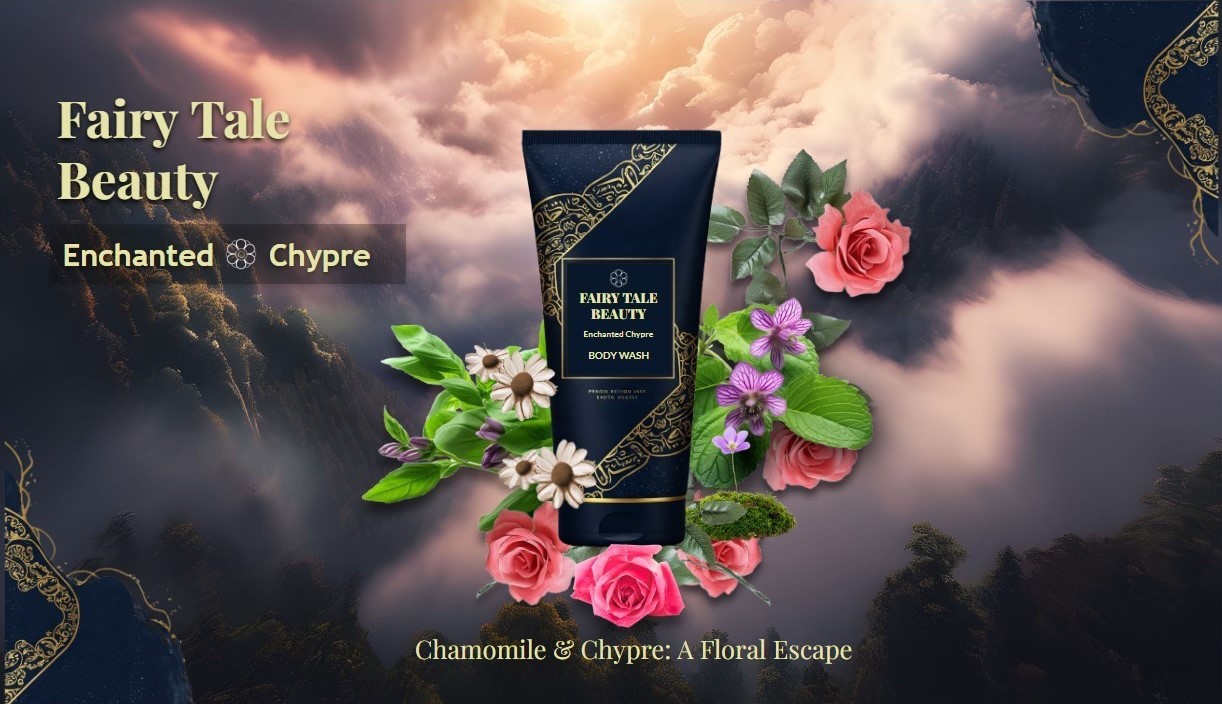 Fairy Tale
Beauty
Enchanted Chypre
FAIRY TALE
BEAUTY
Enchanted Chypre
BODY WASH
Chamomile & Chypre: A Floral Escape